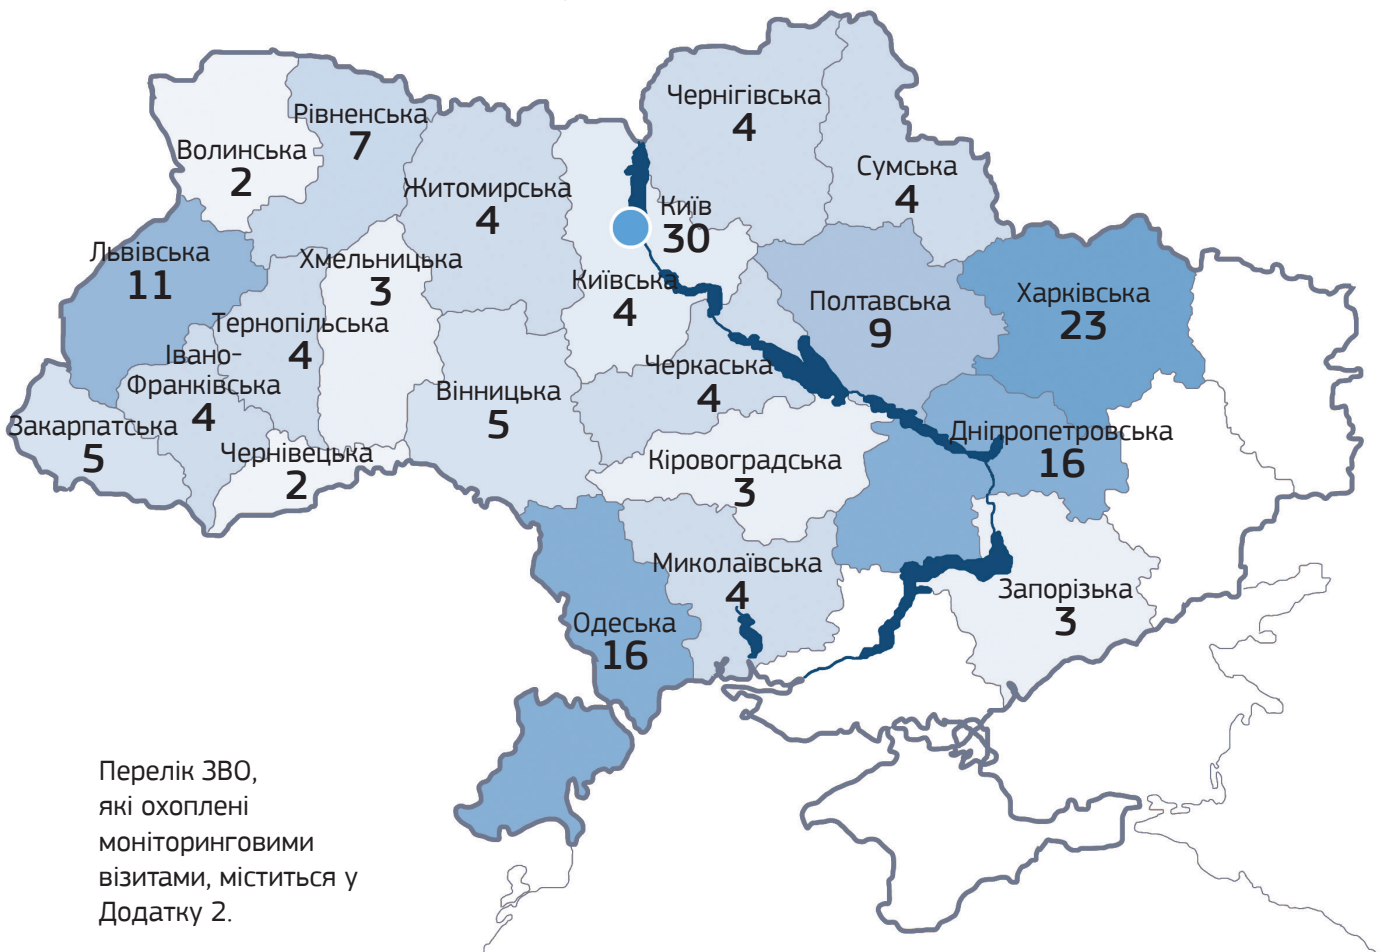 Чернігівська
4
Рівненська
7
Волинська
2
Сумська
4
Житомирська
4
Київ
30
Львівська
11
Хмельницька
3
Київська
4
Полтавська
9
Харківська
23
Тернопільська
4
Івано-
Франківська
4
Черкаська
4
Вінницька
5
Закарпатська
5
Чернівецька
2
Кіровоградська
3
Дніпропетровська
16
Миколаївська
4
Запорізька
3
Одеська
16
Перелік ЗВО,
які охоплені
моніторинговими
візитами, міститься у
Додатку 2.